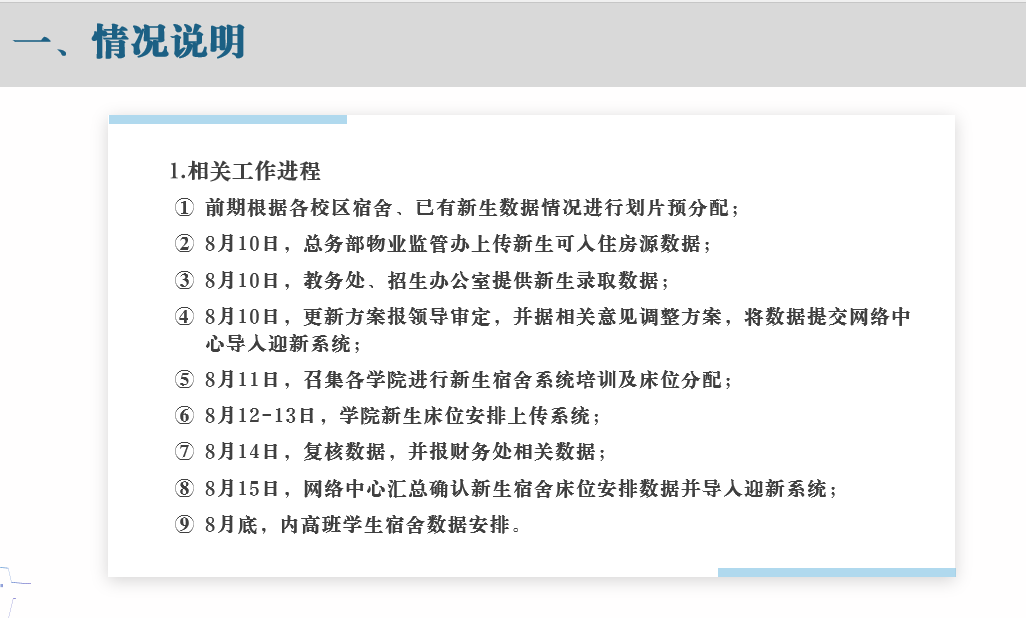 一、情况说明
1.相关工作进程
① 前期根据各校区宿舍、已有新生数据情况进行划片预分配；
② 8月10日，总务部物业监管办上传新生可入住房源数据；
③ 8月10日，教务处、招生办公室提供新生录取数据；
④ 8月10日，更新方案报领导审定，并据相关意见调整方案，将数据提交网络中
心导入迎新系统；
⑤ 8月11日，召集各学院进行新生宿舍系统培训及床位分配；
⑥ 8月12-13日，学院新生床位安排上传系统；
⑦ 8月14日，复核数据，并报财务处相关数据；
⑧ 8月15日，网络中心汇总确认新生宿舍床位安排数据并导入迎新系统；
⑨ 8月底，内高班学生宿舍数据安排。